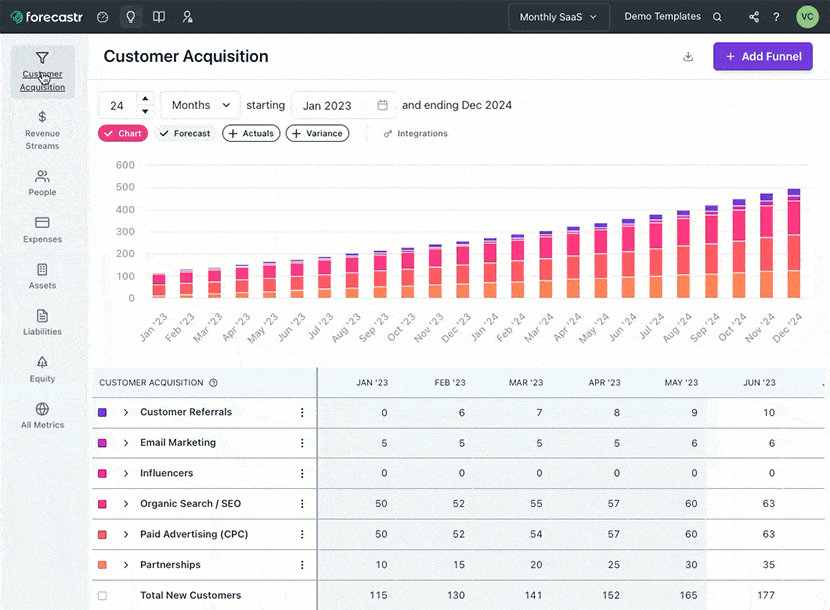 forecastr Monthly SaaS Demo Templates ? VC
Customer Acquisition
Add Funnel
24 Months starting Jan 2023 and ending Dec 2024
Chart Forecast Actuals Variance Integrations
Customer
Acquisition
Revenue
Streams
People
Expenses
Assets
Liabilities
Equity
All Metrics
600
500
400
300
200
100
0
Jan '23 Feb '23 Mar '23 Apr '23 May '23 Jun '23 Jul '23 Aug '23 Sep '23 Oct '23 Nov '23 Dec '23 Jan '24 Feb '24 Mar '24 Apr '24 May '24 Jun '24 Jul '24 Aug '24 Sep '24 Oct '24 Nov '24 Dec '24
CUSTOMER ACQUISITION ? JAN '23 FEB '23 MAR '23 APR '23 MAY '23 JUN '23
Customer Referrals 0 6 7 8 9 10
Email Marketing 5 5 5 5 6 6
Influencers 0 0 0 0 0 0
Organic Search / SEO 50 52 55 57 60 63
Paid Advertising (CPC) 50 52 54 57 60 63
Partnerships 10 15 20 25 30 35
Total New Customers 115 130 141 152 165 177